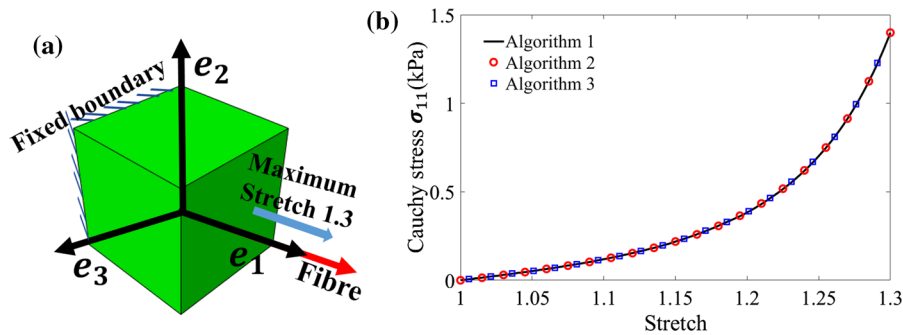 (a)
e2
Fixed boundary
Maximum
Stretch 1.3
e3
e1
Fibre
(b)
Cauchy stress σ11(kPa)
1.5
1
0.5
0
Algorithm 1
Algorithm 2
Algorithm 3
1 1.05 1.1 1.15 1.2 1.25 1.3
Stretch